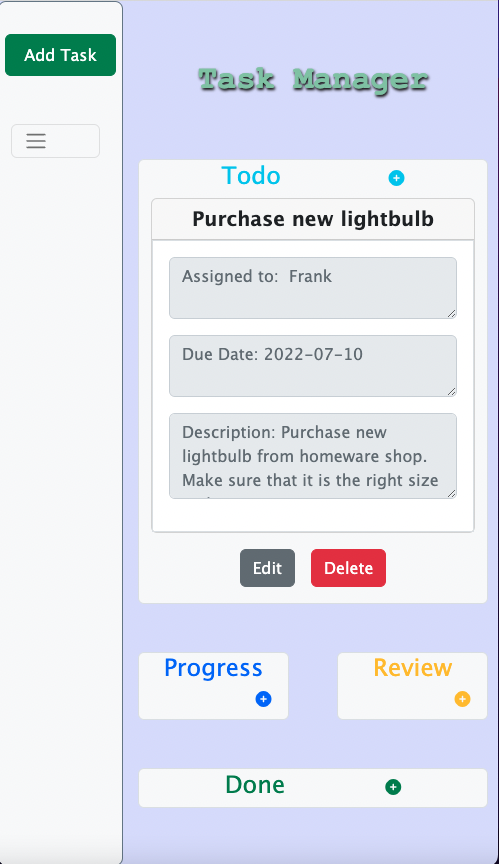 Add Task
Task Manager
Todo
Purchase new lightbulb
Assigned to:  Frank
Due Date: 2022-07-10
Description: Purchase new
lightbulb from homeware shop.
Make sure that it is the right size
Edit
Delete
Progress
Review
Done